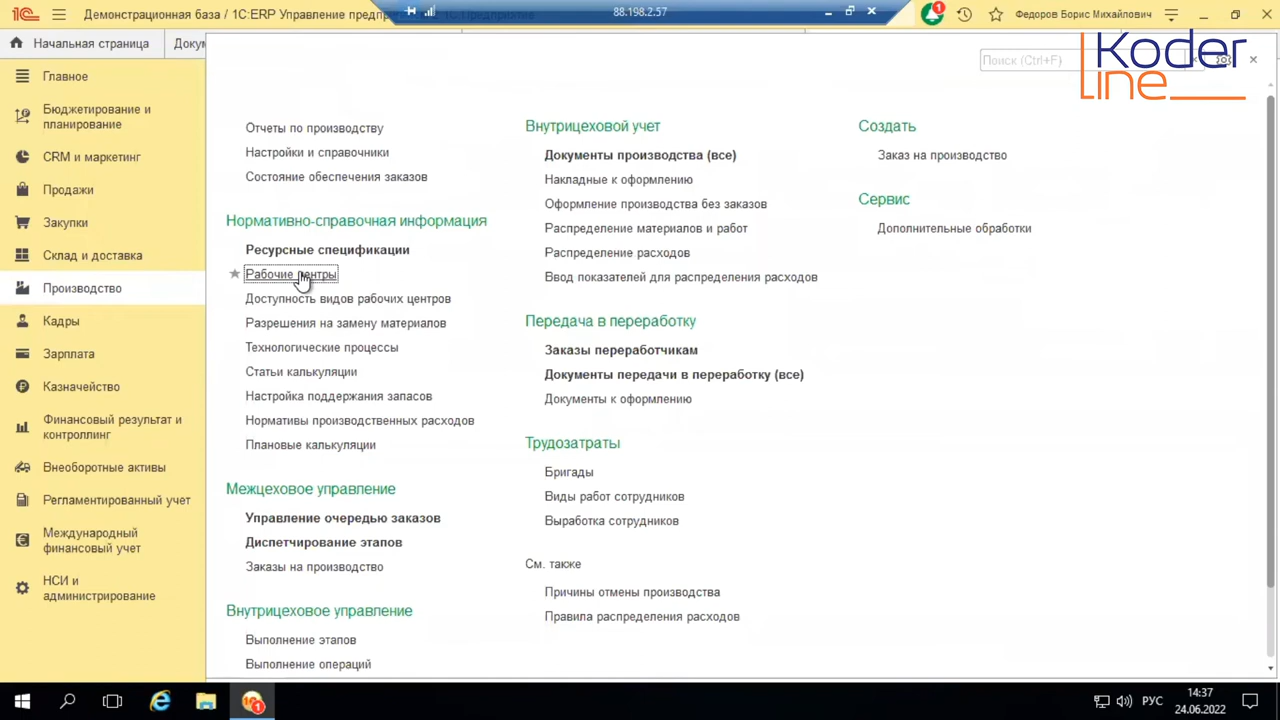 Демонстрационная база / 1С:ERP Управление предпр
88.198.2.57
1
Федоров Борис Михайлович
Начальная страница
Поиск (Ctrl+F)
Koder
line
Главное
Бюджетирование и
планирование
CRM и маркетинг
Продажи
Закупки
Склад и доставка
Производство
Кадры
Зарплата
Казначейство
Финансовый результат и
контроллинг
Внеоборотные активы
Регламентированный учет
Международный
финансовый учет
НСИ и
администрирование
Отчеты по производству
Настройки и справочники
Состояние обеспечения заказов
Нормативно-справочная информация
Ресурсные спецификации
Рабочие центры
Доступность видов рабочих центров
Разрешения на замену материалов
Технологические процессы
Статьи калькуляции
Настройка поддержания запасов
Нормативы производственных расходов
Плановые калькуляции
Межцеховое управление
Управление очередью заказов
Диспетчирование этапов
Заказы на производство
Внутрицеховое управление
Выполнение этапов
Выполнение операций
Внутрицеховой учет
Документы производства (все)
Накладные к оформлению
Оформление производства без заказов
Распределение материалов и работ
Распределение расходов
Ввод показателей для распределения расходов
Передача в переработку
Заказы переработчикам
Документы передачи в переработку (все)
Документы к оформлению
Трудозатраты
Бригады
Виды работ сотрудников
Выработка сотрудников
См. также
Причины отмены производства
Правила распределения расходов
Создать
Заказ на производство
Сервис
Дополнительные обработки
1
РУС
14:37
24.06.2022